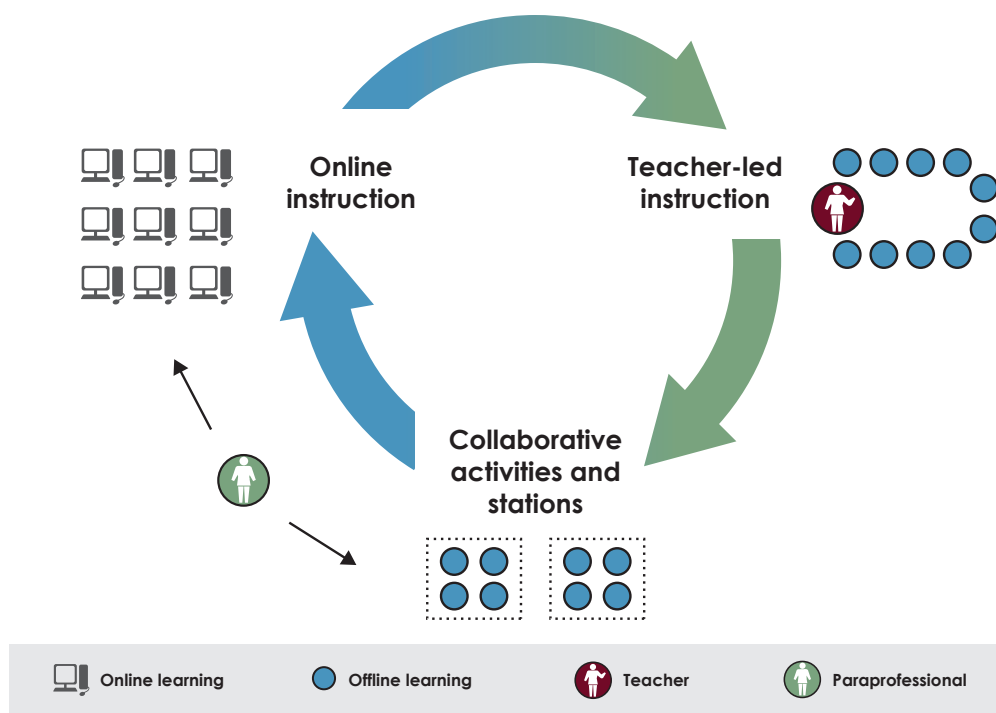 Online
instruction
Teacher-led
instruction
Collaborative
activities and
stations
Online learning
Offline learning
Teacher
Paraprofessional